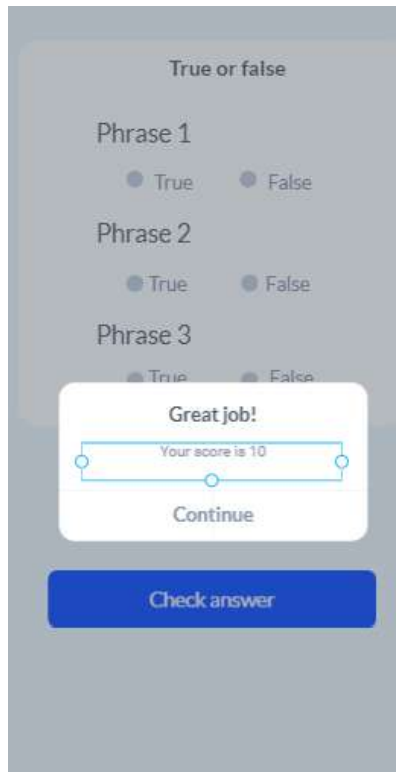 True or false
Phrase 1
True False
Phrase 2
True False
Phrase 3
True False
Great job!
Your score is 10
Continue
Check answer